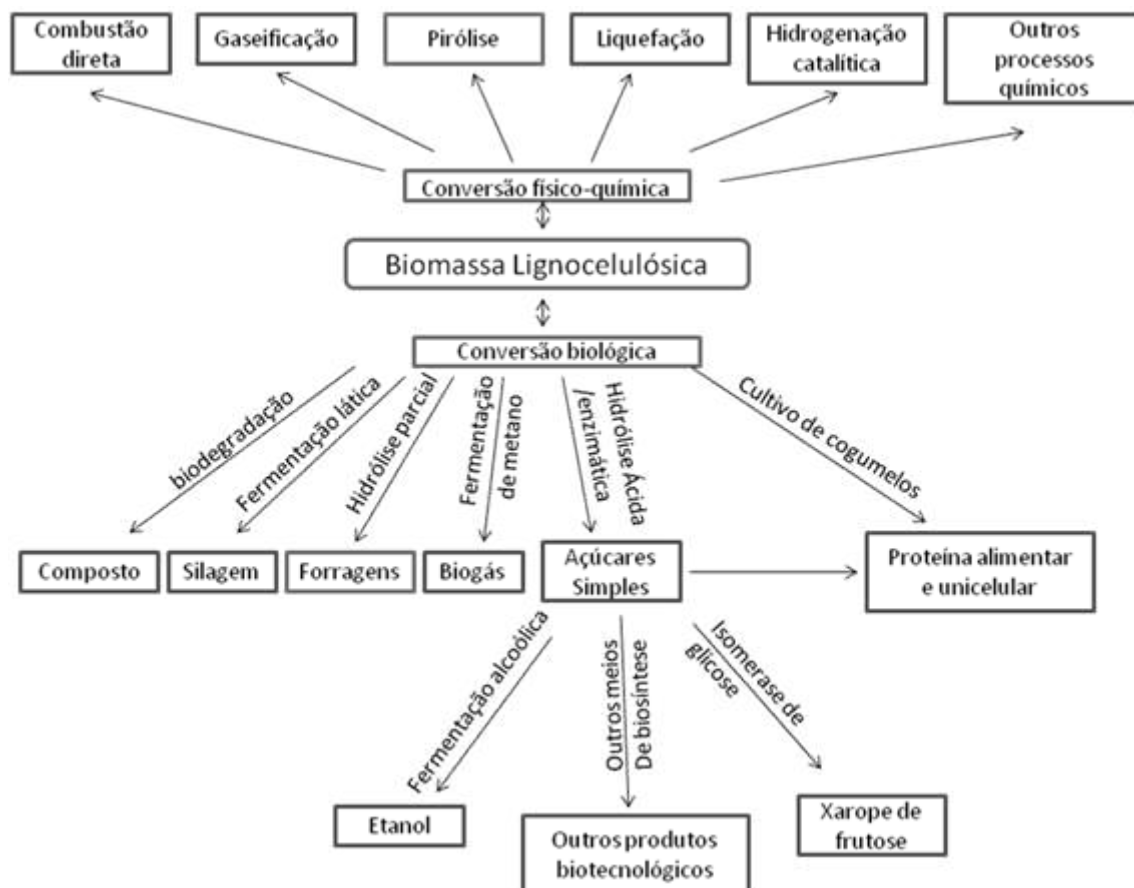 Combustão
direta
Gaseificação
Pirólise
Liquefação
Hidrogenação
catalítica
Outros
processos
químicos
Conversão físico-química
Biomassa Lignocelulósica
Conversão biológica
biodegradação
Fermentação lática
Hidrólise parcial
Fermentação
de metano
Hidrólise Ácida
/enzimática
Cultivo de cogumelos
Composto
Silagem
Forragens
Biogás
Açúcares
Simples
Proteína alimentar
e unicelular
Fermentação alcoólica
Outros meios
De biosíntese
Isomerase de
glicose
Etanol
Outros produtos
biotecnológicos
Xarope de
frutose